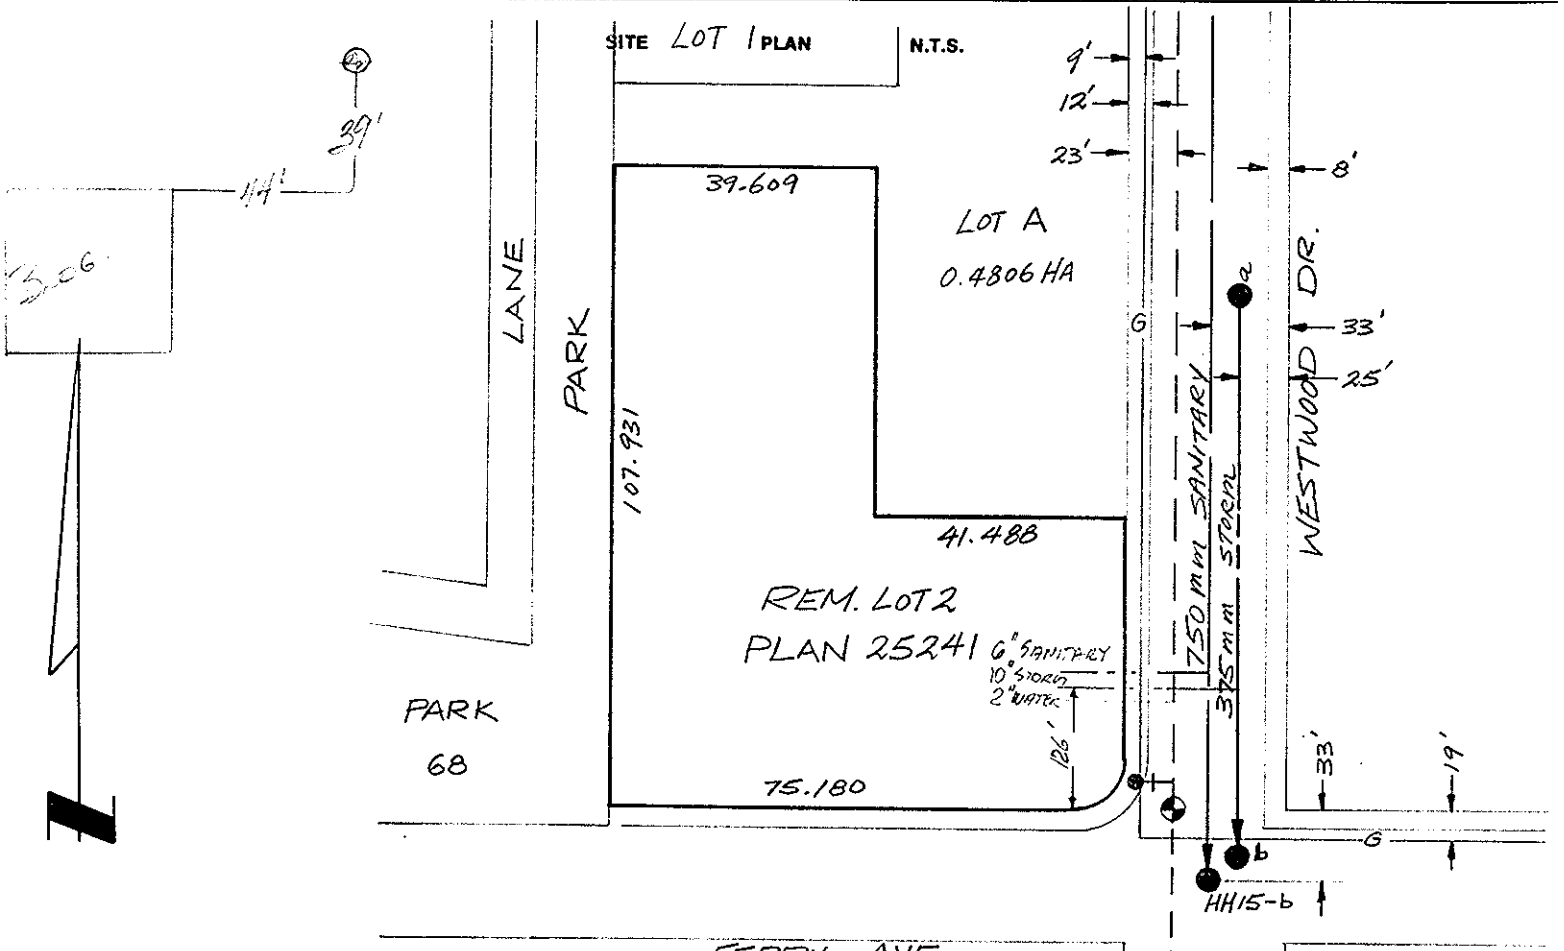 SITE LOT 1 PLAN N.T.S.
9'
12'
39'
23'
8'
39.609
44'
LOT A
0.4806 HA
LANE
PARK
107.931
G
a
WESTWOOD DR.
33'
25'
750 mm SANITARY
375 mm STORM
41.488
REM. LOT 2
PLAN 25241
6" SANITARY
10" STORM
2" WATER
126'
PARK
68
75.180
33'
19'
G
b
HH15-b